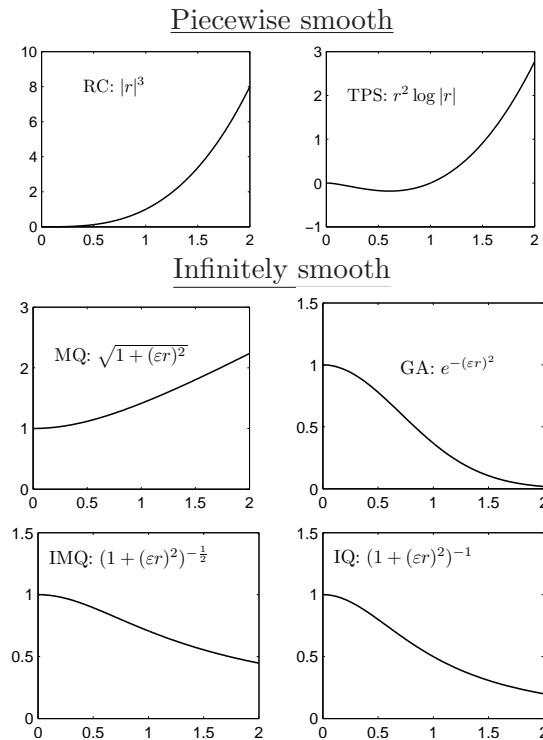 Piecewise smooth
10
8
6
4
2
0
RC: |r|³
0 0.5 1 1.5 2
3
2
1
0
−1
TPS: r² log |r|
0 0.5 1 1.5 2
Infinitely smooth
3
2
1
0
MQ: √(1 + (εr)²)
0 0.5 1 1.5 2
1.5
1
0.5
0
GA: e^{−(εr)²}
0 0.5 1 1.5 2
1.5
1
0.5
0
IMQ: (1 + (εr)²)^{−1/2}
0 0.5 1 1.5 2
1.5
1
0.5
0
IQ: (1 + (εr)²)⁻¹
0 0.5 1 1.5 2